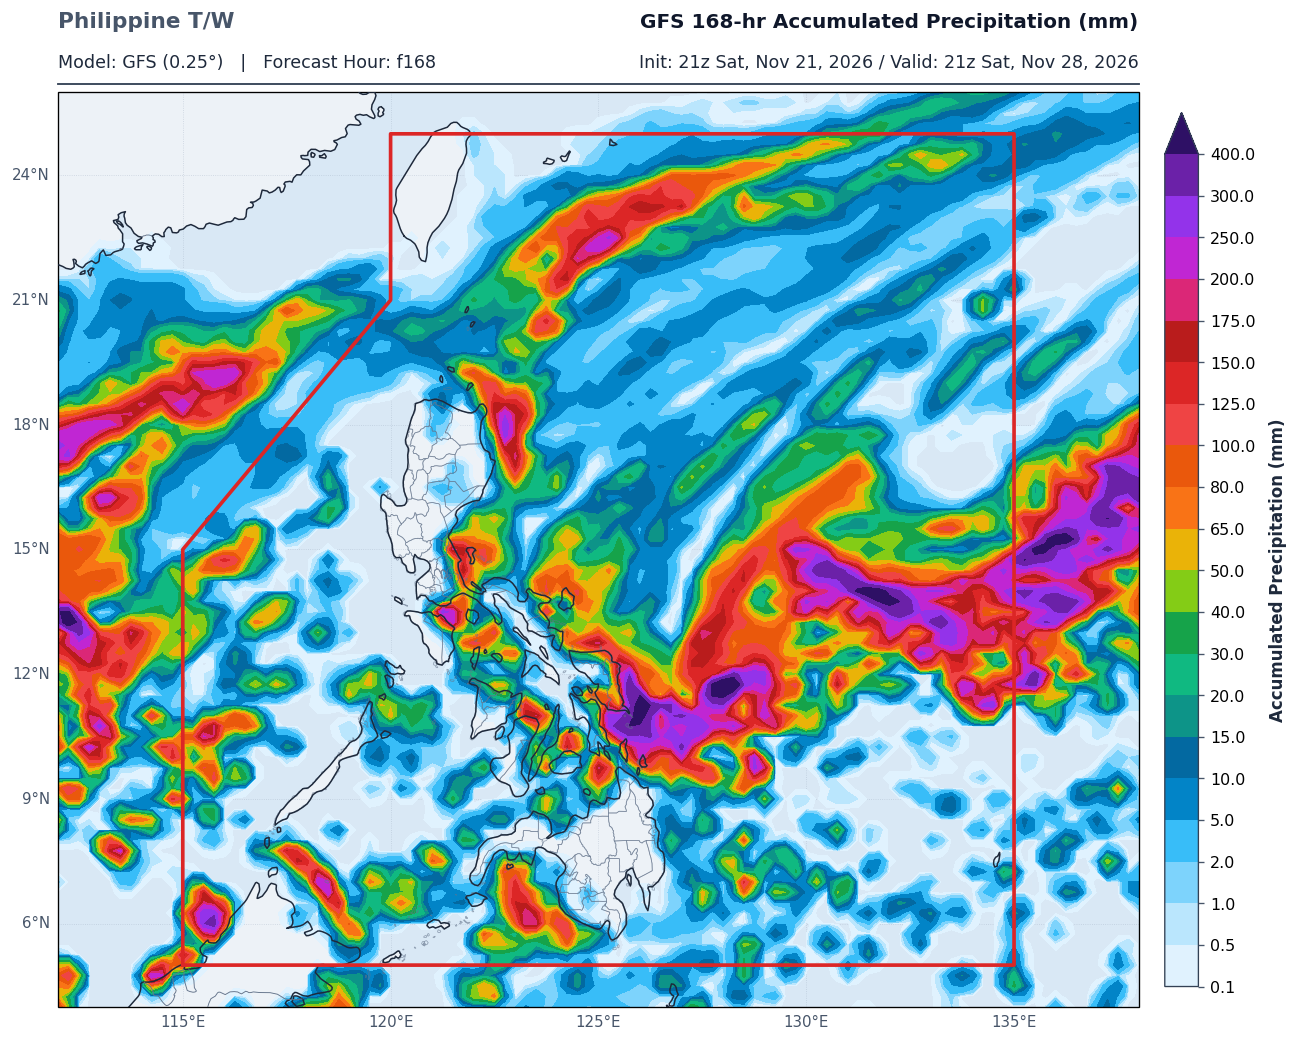 Philippine T/W
GFS 168-hr Accumulated Precipitation (mm)
Model: GFS (0.25°) | Forecast Hour: f168
Init: 21z Sat, Nov 21, 2026 / Valid: 21z Sat, Nov 28, 2026
24°N
21°N
18°N
15°N
12°N
9°N
6°N
115°E
120°E
125°E
130°E
135°E
400.0
300.0
250.0
200.0
175.0
150.0
125.0
100.0
80.0
65.0
50.0
40.0
30.0
20.0
15.0
10.0
5.0
2.0
1.0
0.5
0.1
Accumulated Precipitation (mm)